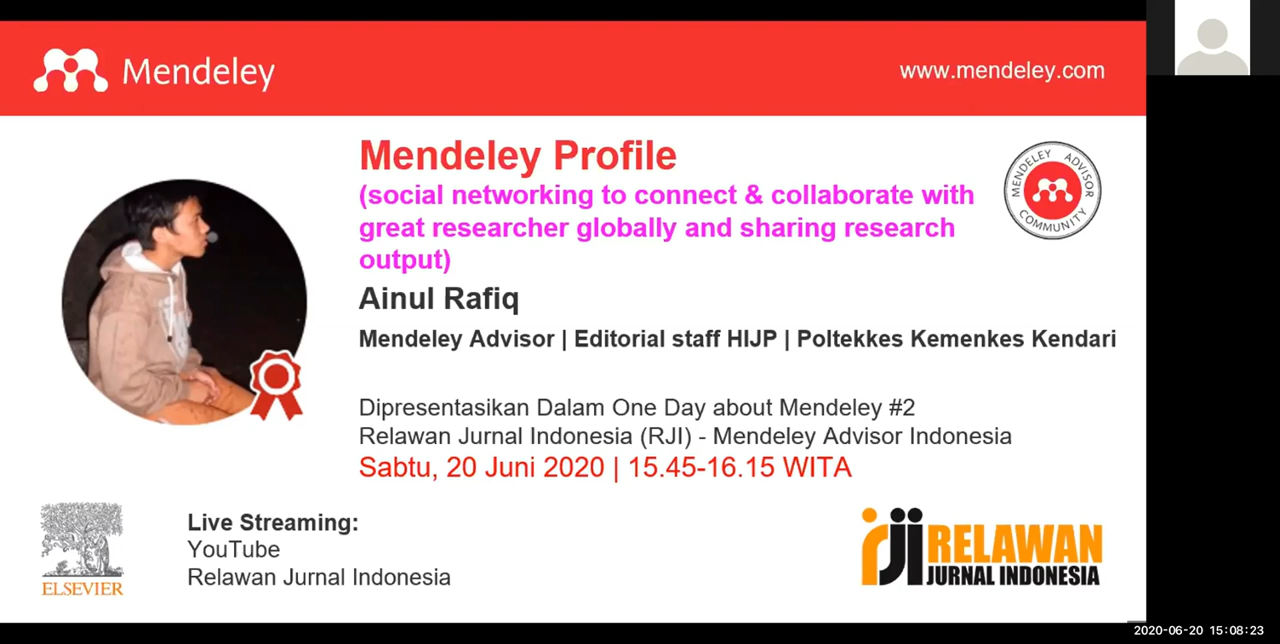 Mendeley
www.mendeley.com
Mendeley Profile
(social networking to connect & collaborate with
great researcher globally and sharing research
output)
MENDELEY ADVISOR
COMMUNITY
Ainul Rafiq
Mendeley Advisor | Editorial staff HIJP | Poltekkes Kemenkes Kendari
Dipresentasikan Dalam One Day about Mendeley #2
Relawan Jurnal Indonesia (RJI) - Mendeley Advisor Indonesia
Sabtu, 20 Juni 2020 | 15.45-16.15 WITA
ELSEVIER
Live Streaming:
YouTube
Relawan Jurnal Indonesia
rji RELAWAN
JURNAL INDONESIA
2020-06-20 15:08:23